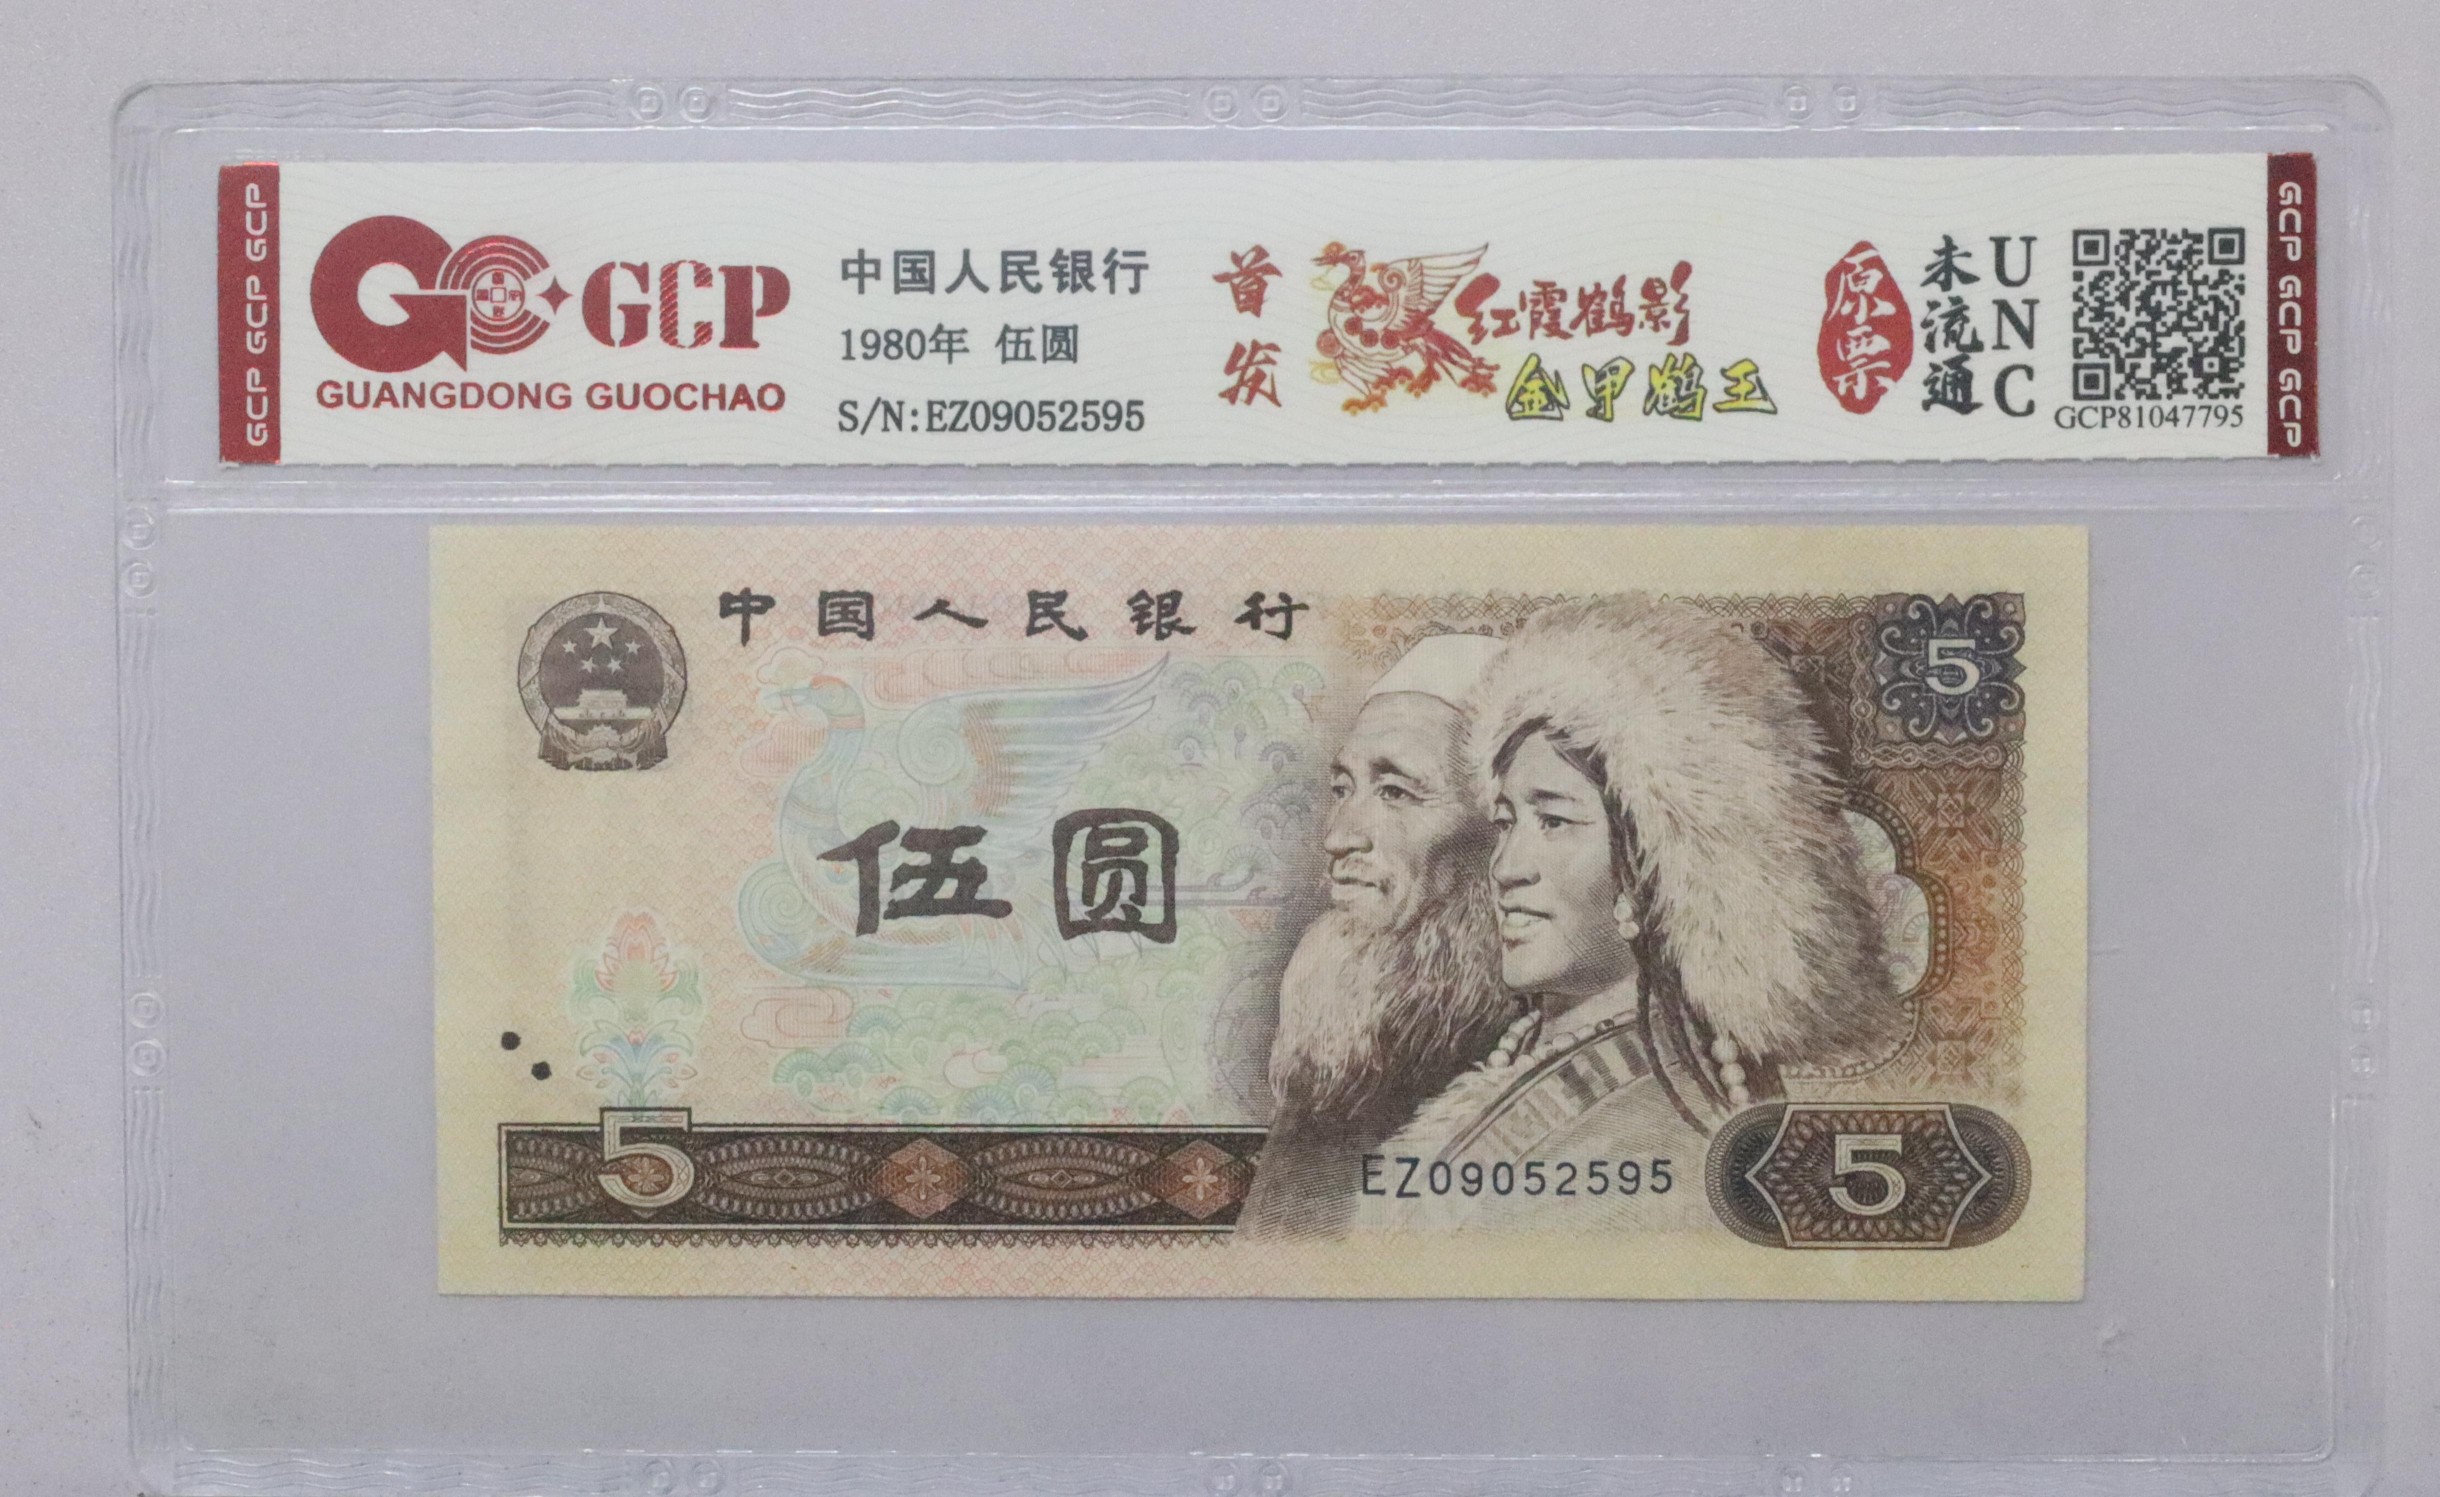 GCP GCP GCP
GCP
GUANGDONG GUOCHAO
中国人民银行
1980年 伍圆
S/N:EZ09052595
首发
红霞鹤影
金甲鹤王
原票
未流通
UNC
GCP81047795
GCP GCP GCP
中国人民银行
5
伍圆
5
EZ09052595
5